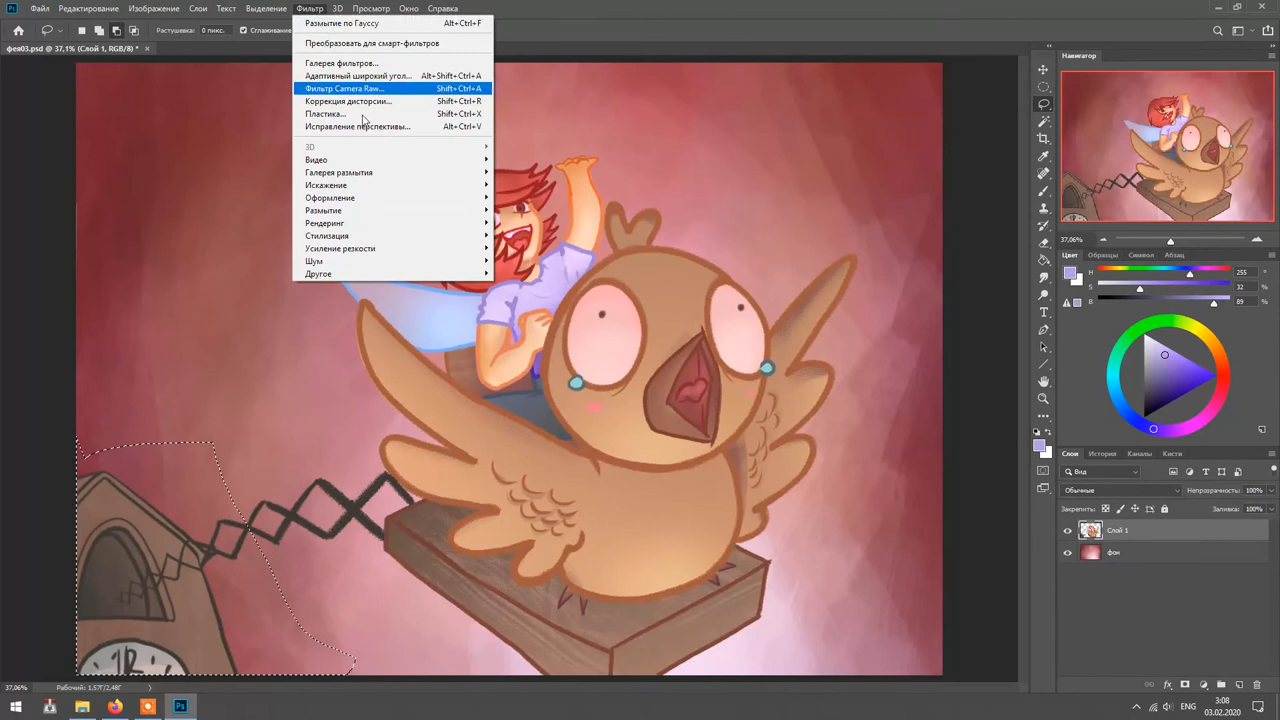 Ps Файл Редактирование Изображение Слои Текст Выделение Фильтр 3D Просмотр Окно Справка
Растушевка: 0 пикс. Сглаживание
фея03.psd @ 37,1% (Слой 1, RGB/8) * ×
Размытие по Гауссу Alt+Ctrl+F
Преобразовать для смарт-фильтров
Галерея фильтров...
Адаптивный широкий угол... Alt+Shift+Ctrl+A
Фильтр Camera Raw... Shift+Ctrl+A
Коррекция дисторсии... Shift+Ctrl+R
Пластика... Shift+Ctrl+X
Исправление перспективы... Alt+Ctrl+V
3D
Видео
Галерея размытия
Искажение
Оформление
Размытие
Рендеринг
Стилизация
Усиление резкости
Шум
Другое
Навигатор
37,06%
Цвет Образцы Символ Абзац
H 255
S 32 %
B 89 %
Слои История Каналы Кисти
Вид
Обычные Непрозрачность: 100%
Закрепить: Заливка: 100%
Слой 1
фон
37,06% Рабочий: 1,57Г/2,48Г
Ps
ENG 3:08
03.02.2020